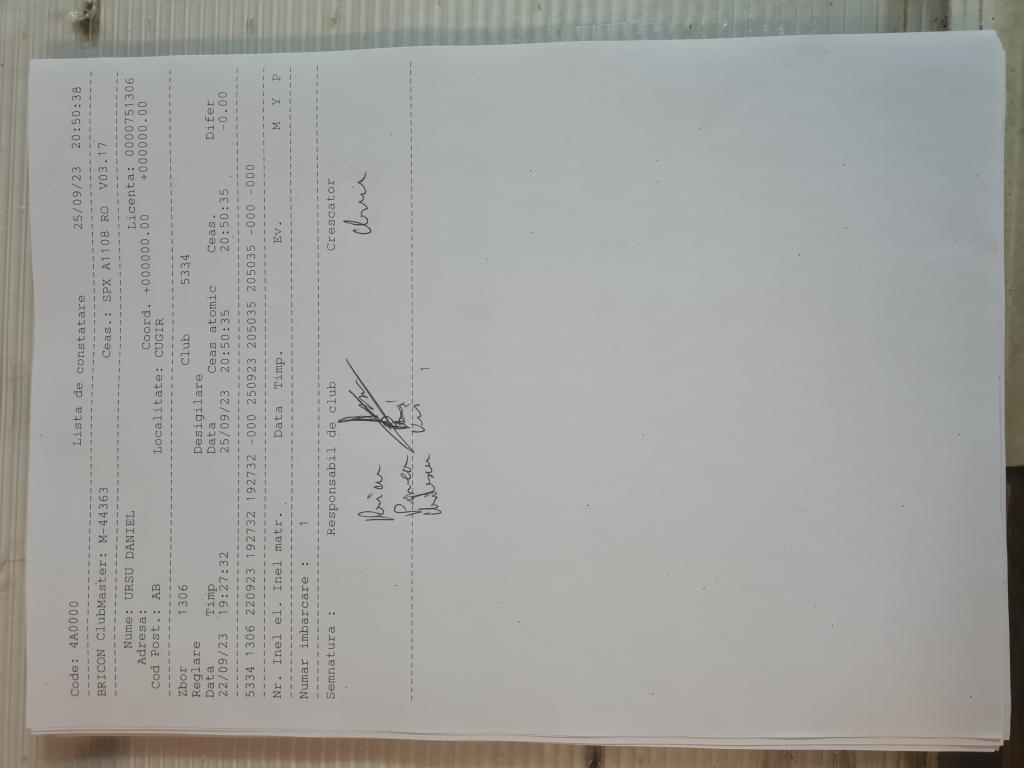 Code: 4A0000 Lista de constatare 25/09/23 20:50:38
BRICON ClubMaster: M-44363 Ceas.: SPX A1108 RO V03.17
Nume: URSU DANIEL Licenta: 0000751306
Adresa: Coord. +000000.00 +000000.00
Cod Post.: AB Localitate: CUGIR
Zbor 1306 Club 5334
Reglare Desigilare
Data Timp Data Ceas atomic Ceas. Difer
22/09/23 19:27:32 25/09/23 20:50:35 20:50:35 -0.00
5334 1306 220923 192732 192732 -000 250923 205035 205035 -000 -000
Nr. Inel el. Inel matr. Data Timp. Ev. M Y P
Numar imbarcare : 1
Semnatura : Responsabil de club Crescator
1